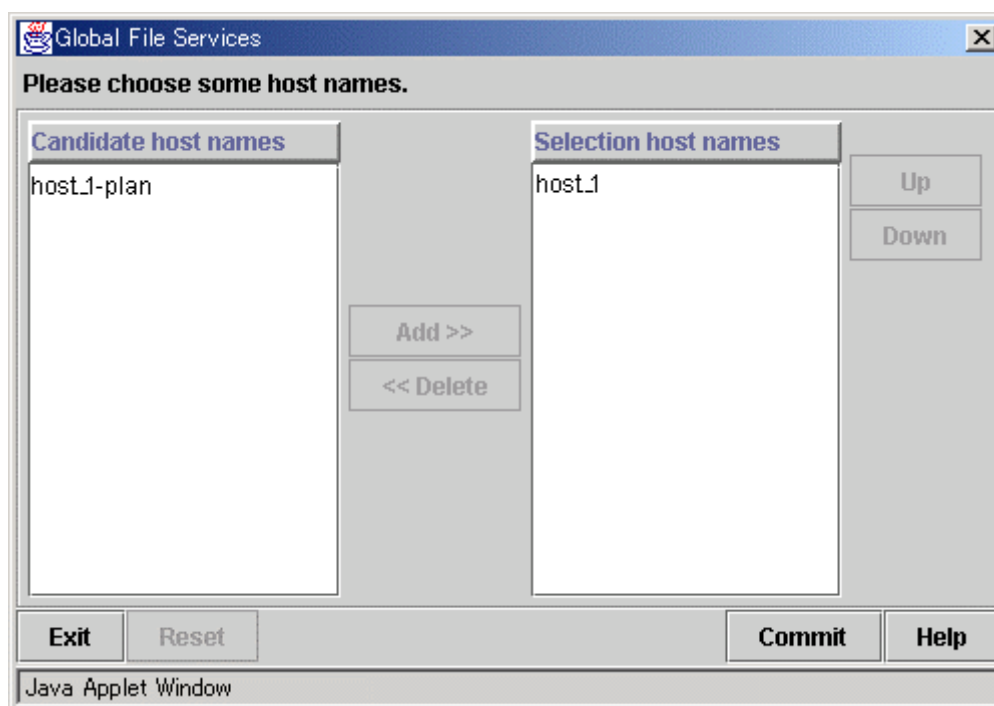 Global File Services
Please choose some host names.
Candidate host names
host_1-plan
Add >>
<< Delete
Selection host names
host_1
Up
Down
Exit
Reset
Commit
Help
Java Applet Window